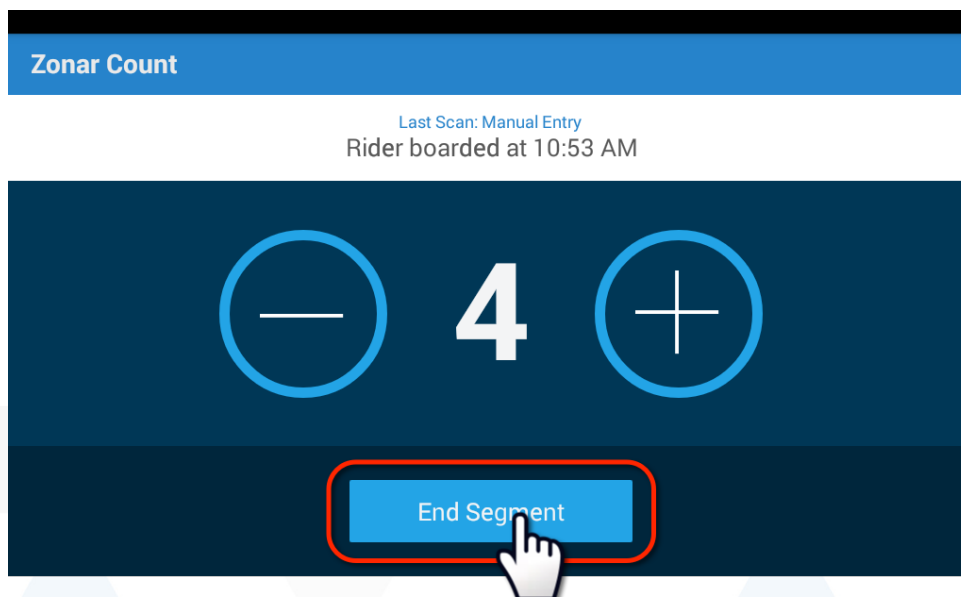 Zonar Count
Last Scan: Manual Entry
Rider boarded at 10:53 AM
4
End Segment